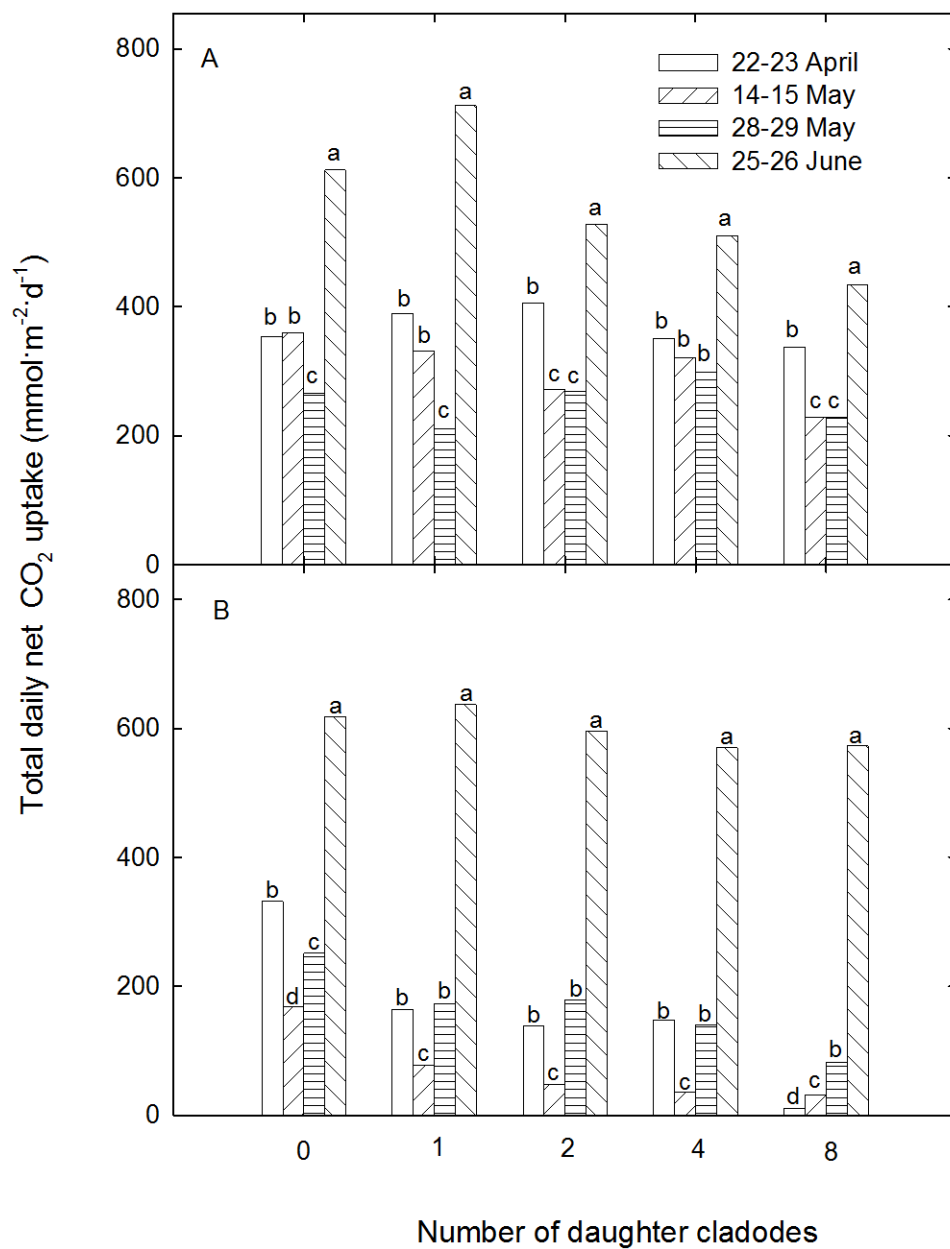 Total daily net CO₂ uptake (mmol·m⁻²·d⁻¹)
A
22-23 April
14-15 May
28-29 May
25-26 June
800
600
400
200
0
b b c a
b b c a
b c c a
b b b a
b c c a
B
800
600
400
200
0
b d c a
b c b a
b c b a
b c b a
d c b a
0 1 2 4 8
Number of daughter cladodes